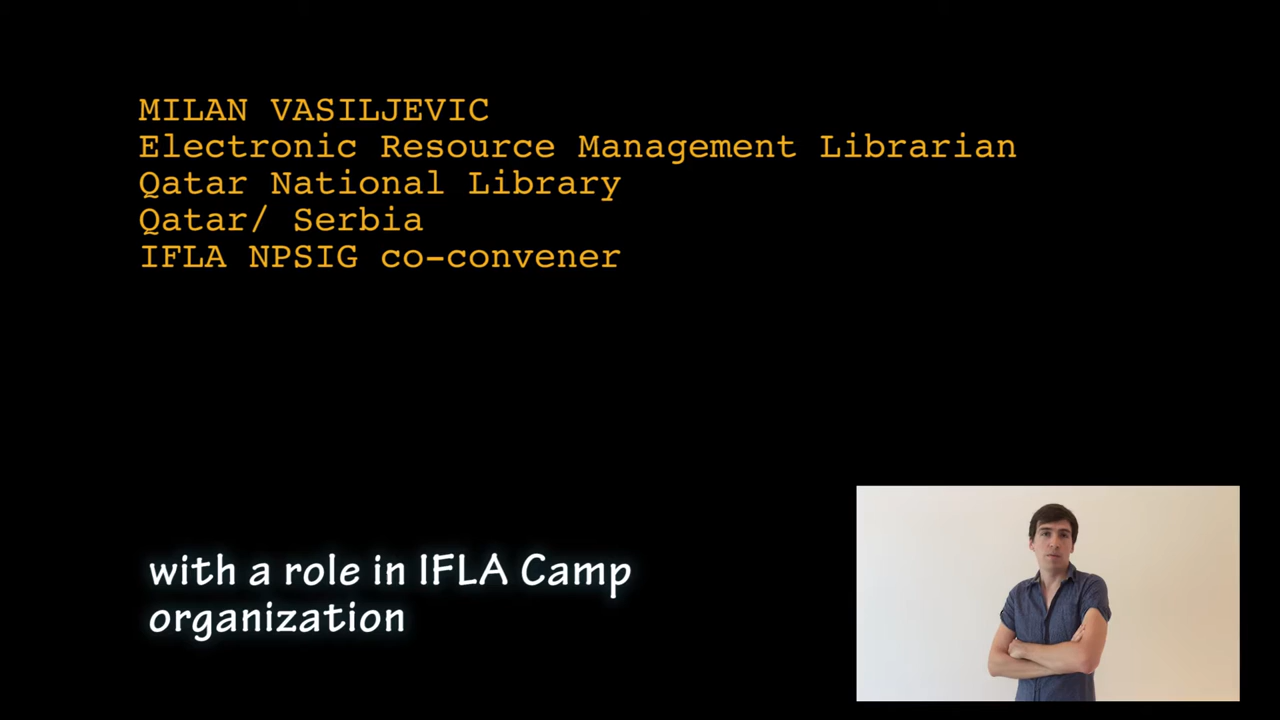 MILAN VASILJEVIC
Electronic Resource Management Librarian
Qatar National Library
Qatar/ Serbia
IFLA NPSIG co-convener
with a role in IFLA Camp
organization